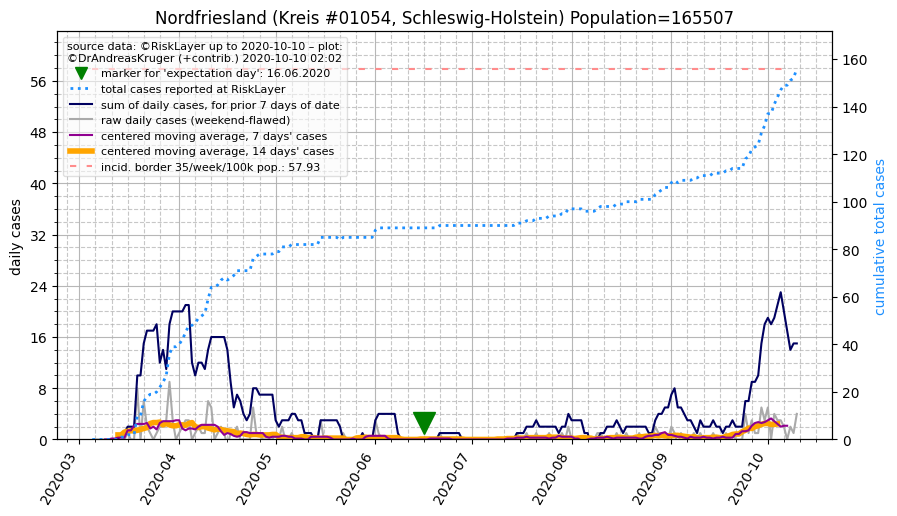 Nordfriesland (Kreis #01054, Schleswig-Holstein) Population=165507
source data: ©RiskLayer up to 2020-10-10 – plot:
©DrAndreasKruger (+contrib.) 2020-10-10 02:02
marker for 'expectation day': 16.06.2020
total cases reported at RiskLayer
sum of daily cases, for prior 7 days of date
raw daily cases (weekend-flawed)
centered moving average, 7 days' cases
centered moving average, 14 days' cases
incid. border 35/week/100k pop.: 57.93
daily cases
56
48
40
32
24
16
8
0
cumulative total cases
160
140
120
100
80
60
40
20
0
2020-03
2020-04
2020-05
2020-06
2020-07
2020-08
2020-09
2020-10